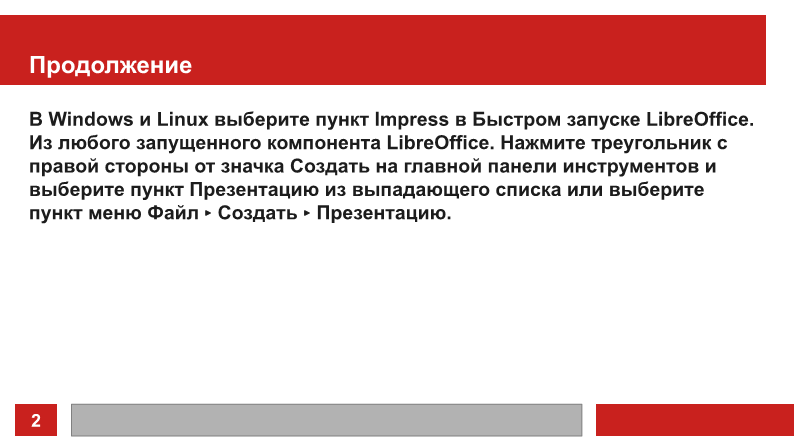 Продолжение
В Windows и Linux выберите пункт Impress в Быстром запуске LibreOffice.
Из любого запущенного компонента LibreOffice. Нажмите треугольник с
правой стороны от значка Создать на главной панели инструментов и
выберите пункт Презентацию из выпадающего списка или выберите
пункт меню Файл ‣ Создать ‣ Презентацию.
2